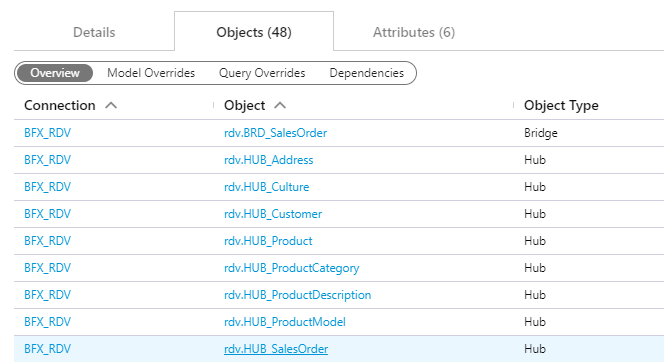 Details Objects (48) Attributes (6)
Overview Model Overrides Query Overrides Dependencies
Connection Object Object Type
BFX_RDV rdv.BRD_SalesOrder Bridge
BFX_RDV rdv.HUB_Address Hub
BFX_RDV rdv.HUB_Culture Hub
BFX_RDV rdv.HUB_Customer Hub
BFX_RDV rdv.HUB_Product Hub
BFX_RDV rdv.HUB_ProductCategory Hub
BFX_RDV rdv.HUB_ProductDescription Hub
BFX_RDV rdv.HUB_ProductModel Hub
BFX_RDV rdv.HUB_SalesOrder Hub